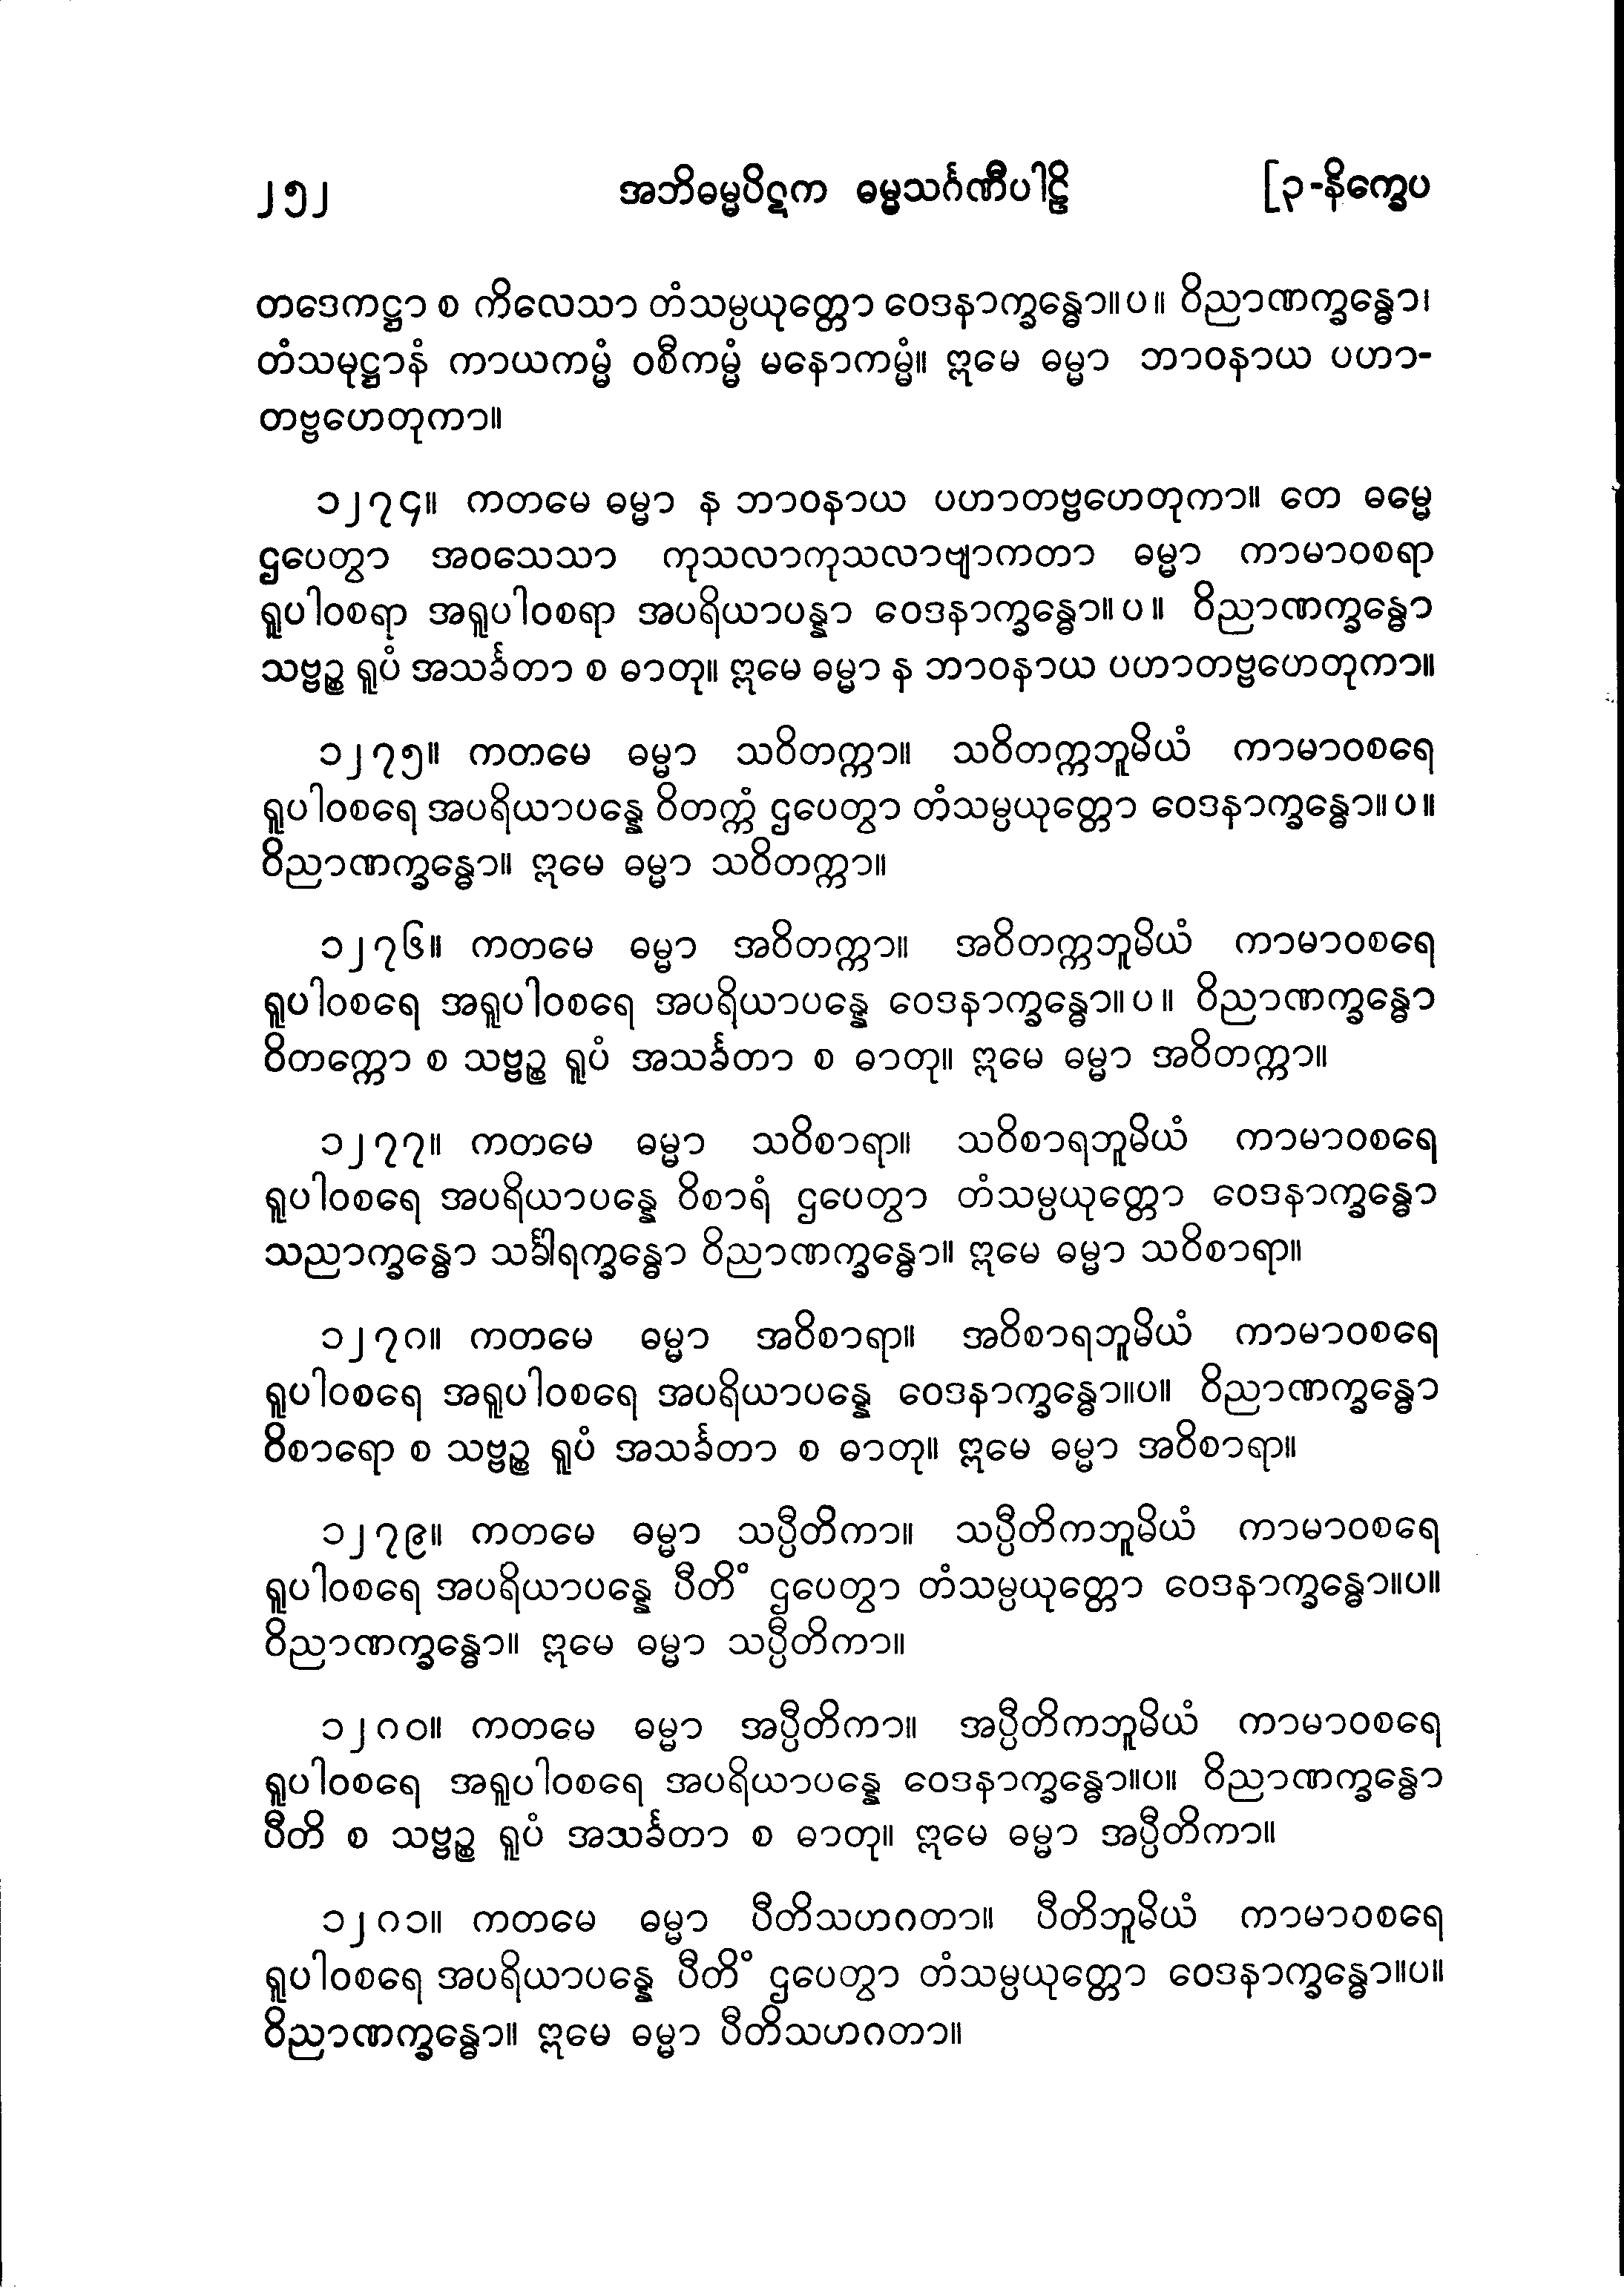 ၂၅၂ အဘိဓမ္မပိဋက ဓမ္မသင်္ဂဏီပါဠိ [၃-နိက္ခေပ
တဒေကဋ္ဌာ စ ကိလေသာ တံသမ္ပယုတ္တော ဝေဒနာက္ခန္ဓော။ပ။ ဝိညာဏက္ခန္ဓော၊
တံသမုဋ္ဌာနံ ကာယကမ္မံ ဝစီကမ္မံ မနောကမ္မံ။ ဣမေ ဓမ္မာ ဘာဝနာယ ပဟာ-
တဗ္ဗဟေတုကာ။
၁၂၇၄။ ကတမေ ဓမ္မာ န ဘာဝနာယ ပဟာတဗ္ဗဟေတုကာ။ တေ ဓမ္မေ
ဌပေတွာ အဝသေသာ ကုသလာကုသလာဗျာကတာ ဓမ္မာ ကာမာဝစရာ
ရူပါဝစရာ အရူပါဝစရာ အပရိယာပန္နာ ဝေဒနာက္ခန္ဓော။ပ။ ဝိညာဏက္ခန္ဓော
သဗ္ဗဉ္စ ရူပံ အသင်္ခတာ စ ဓာတု။ ဣမေ ဓမ္မာ န ဘာဝနာယ ပဟာတဗ္ဗဟေတုကာ။
၁၂၇၅။ ကတမေ ဓမ္မာ သဝိတက္ကာ။ သဝိတက္ကဘူမိယံ ကာမာဝစရေ
ရူပါဝစရေ အပရိယာပန္နေ ဝိတက္ကံ ဌပေတွာ တံသမ္ပယုတ္တော ဝေဒနာက္ခန္ဓော။ပ။
ဝိညာဏက္ခန္ဓော။ ဣမေ ဓမ္မာ သဝိတက္ကာ။
၁၂၇၆။ ကတမေ ဓမ္မာ အဝိတက္ကာ။ အဝိတက္ကဘူမိယံ ကာမာဝစရေ
ရူပါဝစရေ အရူပါဝစရေ အပရိယာပန္နေ ဝေဒနာက္ခန္ဓော။ပ။ ဝိညာဏက္ခန္ဓော
ဝိတက္ကော စ သဗ္ဗဉ္စ ရူပံ အသင်္ခတာ စ ဓာတု။ ဣမေ ဓမ္မာ အဝိတက္ကာ။
၁၂၇၇။ ကတမေ ဓမ္မာ သဝိစာရာ။ သဝိစာရဘူမိယံ ကာမာဝစရေ
ရူပါဝစရေ အပရိယာပန္နေ ဝိစာရံ ဌပေတွာ တံသမ္ပယုတ္တော ဝေဒနာက္ခန္ဓော
သညာက္ခန္ဓော သင်္ခါရက္ခန္ဓော ဝိညာဏက္ခန္ဓော။ ဣမေ ဓမ္မာ သဝိစာရာ။
၁၂၇၈။ ကတမေ ဓမ္မာ အဝိစာရာ။ အဝိစာရဘူမိယံ ကာမာဝစရေ
ရူပါဝစရေ အရူပါဝစရေ အပရိယာပန္နေ ဝေဒနာက္ခန္ဓော။ပ။ ဝိညာဏက္ခန္ဓော
ဝိစာရော စ သဗ္ဗဉ္စ ရူပံ အသင်္ခတာ စ ဓာတု။ ဣမေ ဓမ္မာ အဝိစာရာ။
၁၂၇၉။ ကတမေ ဓမ္မာ သပ္ပီတိကာ။ သပ္ပီတိကဘူမိယံ ကာမာဝစရေ
ရူပါဝစရေ အပရိယာပန္နေ ပီတိံ ဌပေတွာ တံသမ္ပယုတ္တော ဝေဒနာက္ခန္ဓော။ပ။
ဝိညာဏက္ခန္ဓော။ ဣမေ ဓမ္မာ သပ္ပီတိကာ။
၁၂၈၀။ ကတမေ ဓမ္မာ အပ္ပီတိကာ။ အပ္ပီတိကဘူမိယံ ကာမာဝစရေ
ရူပါဝစရေ အရူပါဝစရေ အပရိယာပန္နေ ဝေဒနာက္ခန္ဓော။ပ။ ဝိညာဏက္ခန္ဓော
ပီတိ စ သဗ္ဗဉ္စ ရူပံ အသင်္ခတာ စ ဓာတု။ ဣမေ ဓမ္မာ အပ္ပီတိကာ။
၁၂၈၁။ ကတမေ ဓမ္မာ ပီတိသဟဂတာ။ ပီတိဘူမိယံ ကာမာဝစရေ
ရူပါဝစရေ အပရိယာပန္နေ ပီတိံ ဌပေတွာ တံသမ္ပယုတ္တော ဝေဒနာက္ခန္ဓော။ပ။
ဝိညာဏက္ခန္ဓော။ ဣမေ ဓမ္မာ ပီတိသဟဂတာ။